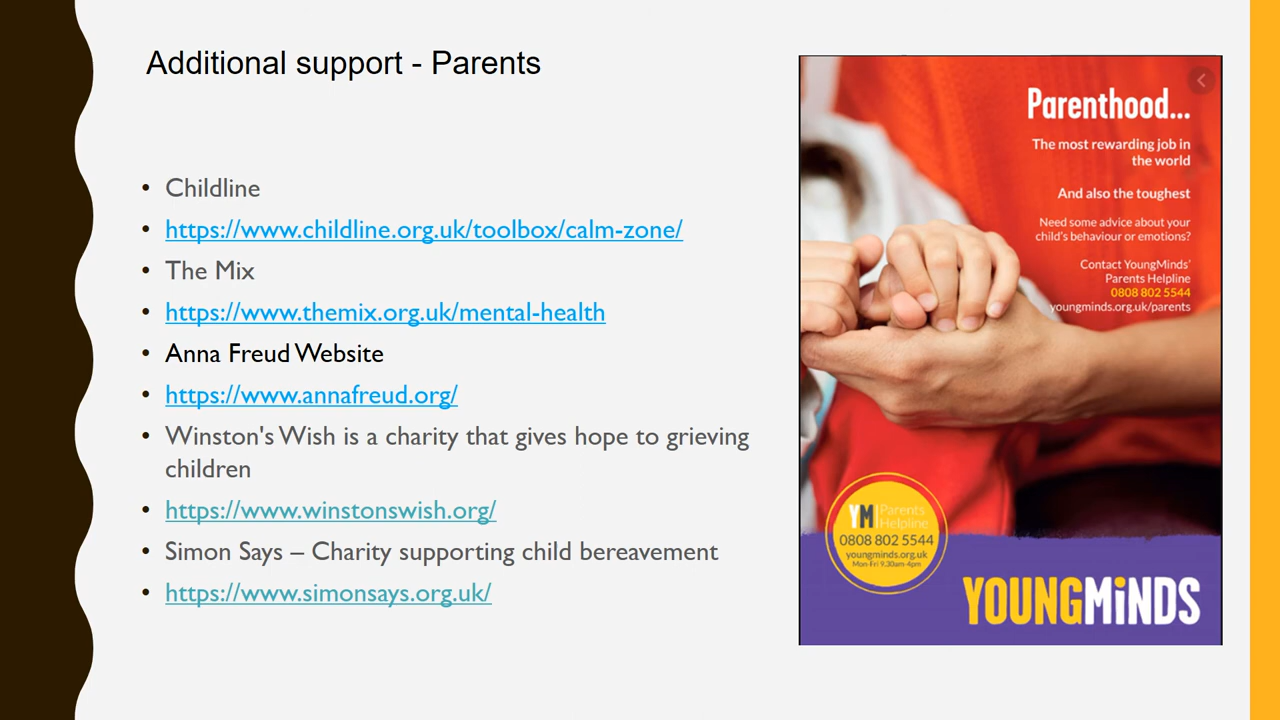 Additional support - Parents
Childline
https://www.childline.org.uk/toolbox/calm-zone/
The Mix
https://www.themix.org.uk/mental-health
Anna Freud Website
https://www.annafreud.org/
Winston's Wish is a charity that gives hope to grieving
children
https://www.winstonswish.org/
Simon Says – Charity supporting child bereavement
https://www.simonsays.org.uk/
Parenthood...
The most rewarding job in
the world
And also the toughest
Need some advice about your
child's behaviour or emotions?
Contact YoungMinds'
Parents Helpline
0808 802 5544
youngminds.org.uk/parents
YM Parents
Helpline
0808 802 5544
youngminds.org.uk
Mon-Fri 9.30am-4pm
YOUNGMiNDS